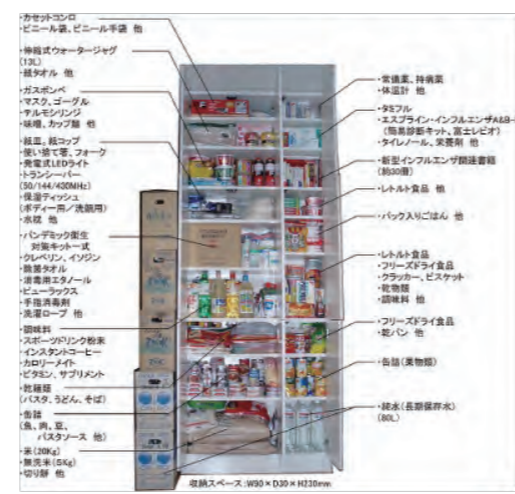 ・カセットコンロ
・ビニール袋、ビニール手袋 他
・伸縮式ウォータージャグ
(13L)
・紙タオル 他
・ガスボンベ
・マスク、ゴーグル
・テルモシリンジ
・味噌、カップ麺 他
・紙皿、紙コップ
・使い捨て箸、フォーク
・発電式LEDライト
・トランシーバー
(50/144/430MHz)
・保湿ティッシュ
(ボディー用/洗顔用)
・水枕 他
・パンデミック衛生
対策キット一式
・クレベリン、イソジン
・除菌タオル
・消毒用エタノール
・ピューラックス
・手指消毒剤
・洗濯ロープ 他
・調味料
・スポーツドリンク粉末
・インスタントコーヒー
・カロリーメイト
・ビタミン、サプリメント
・乾麺類
(パスタ、うどん、そば)
・缶詰
(魚、肉、豆、
パスタソース 他)
・米(20Kg)
・無洗米(5Kg)
・切り餅 他
・常備薬、持病薬
・体温計 他
・タミフル
・エスプライン・インフルエンザA&B-
(簡易診断キット、富士レビオ)
・タイレノール、栄養剤 他
・新型インフルエンザ関連書籍
(約30冊)
・レトルト食品 他
・パック入りごはん 他
・レトルト食品
・フリーズドライ食品
・クラッカー、ビスケット
・乾物類
・調味料 他
・フリーズドライ食品
・乾パン 他
・缶詰(果物類)
・純水(長期保存水)
(80L)
収納スペース:W90×D30×H230mm